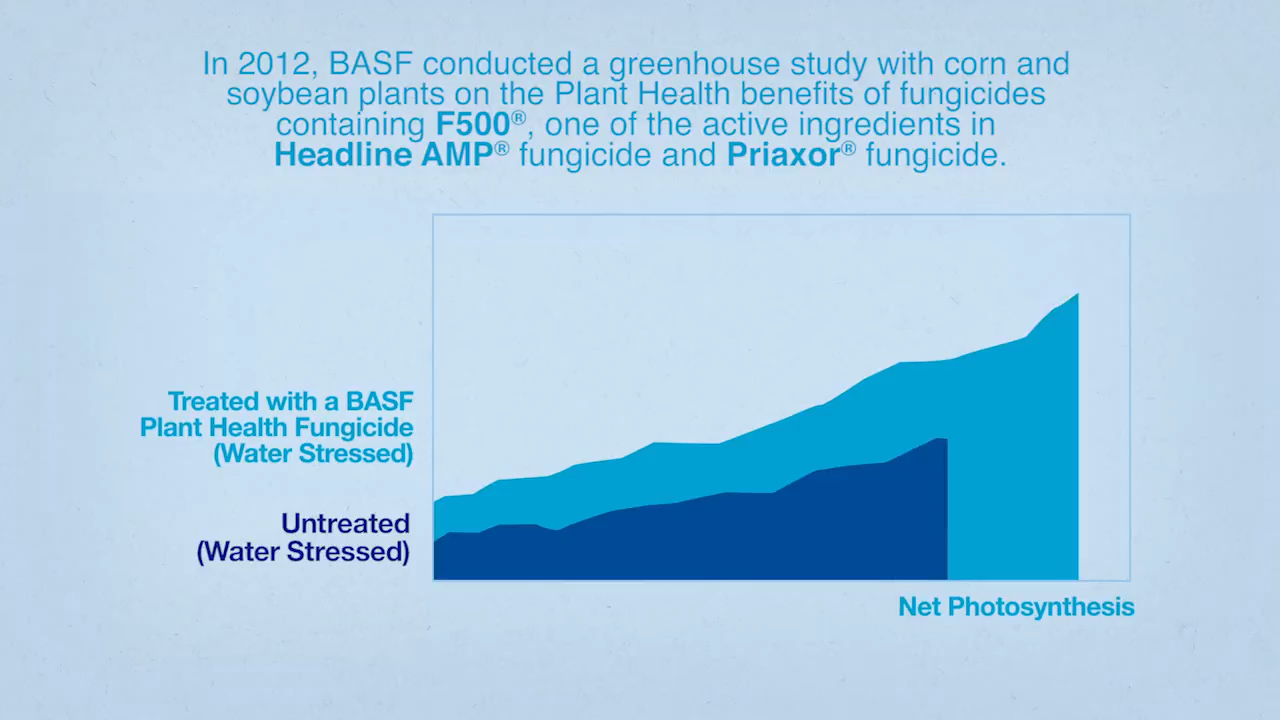 In 2012, BASF conducted a greenhouse study with corn and
soybean plants on the Plant Health benefits of fungicides
containing F500®, one of the active ingredients in
Headline AMP® fungicide and Priaxor® fungicide.
Treated with a BASF
Plant Health Fungicide
(Water Stressed)
Untreated
(Water Stressed)
Net Photosynthesis